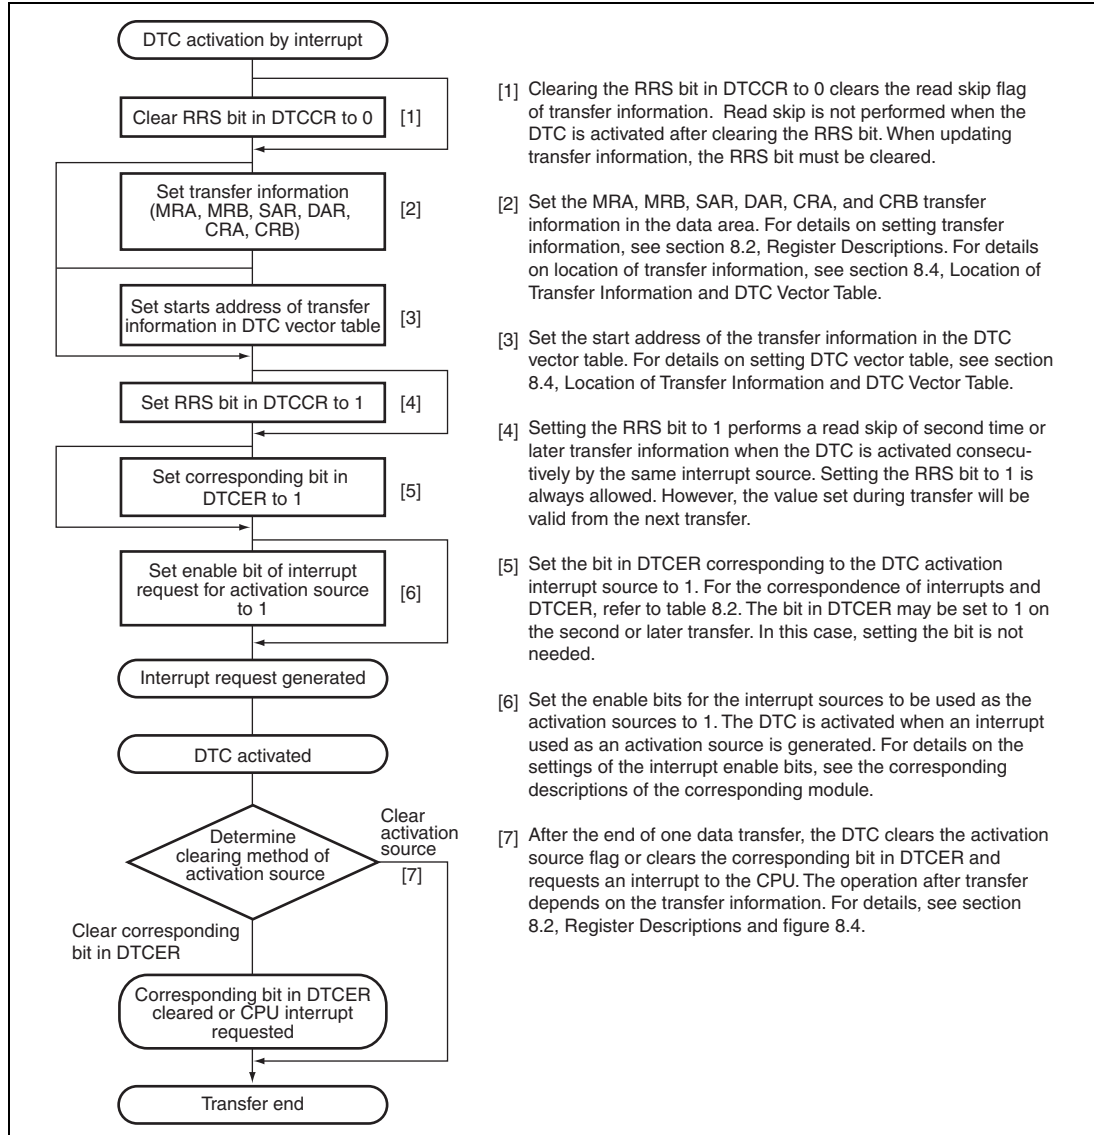 DTC activation by interrupt
Clear RRS bit in DTCCR to 0
[1]
Set transfer information
(MRA, MRB, SAR, DAR,
CRA, CRB)
[2]
Set starts address of transfer
information in DTC vector table
[3]
Set RRS bit in DTCCR to 1
[4]
Set corresponding bit in
DTCER to 1
[5]
Set enable bit of interrupt
request for activation source
to 1
[6]
Interrupt request generated
DTC activated
Determine
clearing method of
activation source
Clear
activation
source
[7]
Clear corresponding
bit in DTCER
Corresponding bit in DTCER
cleared or CPU interrupt
requested
Transfer end
[1] Clearing the RRS bit in DTCCR to 0 clears the read skip flag
of transfer information. Read skip is not performed when the
DTC is activated after clearing the RRS bit. When updating
transfer information, the RRS bit must be cleared.
[2] Set the MRA, MRB, SAR, DAR, CRA, and CRB transfer
information in the data area. For details on setting transfer
information, see section 8.2, Register Descriptions. For details
on location of transfer information, see section 8.4, Location of
Transfer Information and DTC Vector Table.
[3] Set the start address of the transfer information in the DTC
vector table. For details on setting DTC vector table, see section
8.4, Location of Transfer Information and DTC Vector Table.
[4] Setting the RRS bit to 1 performs a read skip of second time or
later transfer information when the DTC is activated consecu-
tively by the same interrupt source. Setting the RRS bit to 1 is
always allowed. However, the value set during transfer will be
valid from the next transfer.
[5] Set the bit in DTCER corresponding to the DTC activation
interrupt source to 1. For the correspondence of interrupts and
DTCER, refer to table 8.2. The bit in DTCER may be set to 1 on
the second or later transfer. In this case, setting the bit is not
needed.
[6] Set the enable bits for the interrupt sources to be used as the
activation sources to 1. The DTC is activated when an interrupt
used as an activation source is generated. For details on the
settings of the interrupt enable bits, see the corresponding
descriptions of the corresponding module.
[7] After the end of one data transfer, the DTC clears the activation
source flag or clears the corresponding bit in DTCER and
requests an interrupt to the CPU. The operation after transfer
depends on the transfer information. For details, see section
8.2, Register Descriptions and figure 8.4.